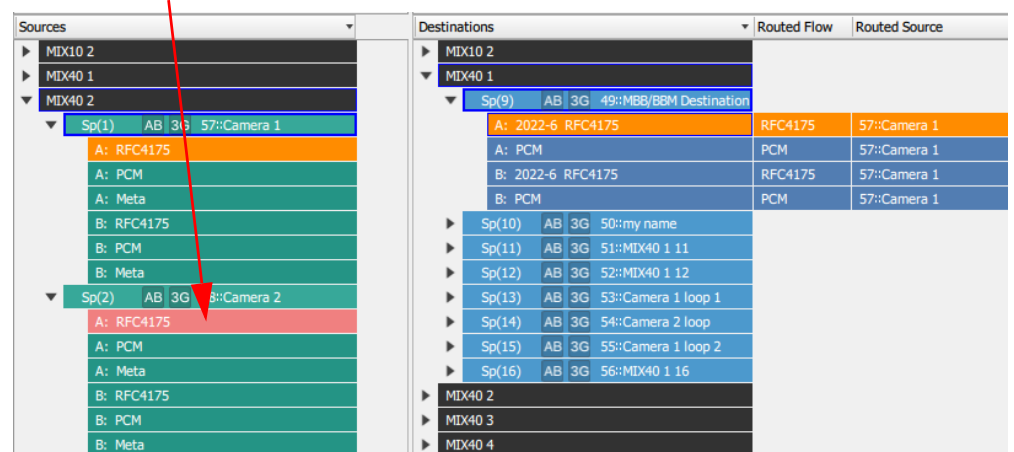 Sources
MIX10 2
MIX40 1
MIX40 2
Sp(1) AB 3G 57::Camera 1
A: RFC4175
A: PCM
A: Meta
B: RFC4175
B: PCM
B: Meta
Sp(2) AB 3G 8::Camera 2
A: RFC4175
A: PCM
A: Meta
B: RFC4175
B: PCM
B: Meta
Destinations Routed Flow Routed Source
MIX10 2
MIX40 1
Sp(9) AB 3G 49::MBB/BBM Destination
A: 2022-6 RFC4175 RFC4175 57::Camera 1
A: PCM PCM 57::Camera 1
B: 2022-6 RFC4175 RFC4175 57::Camera 1
B: PCM PCM 57::Camera 1
Sp(10) AB 3G 50::my name
Sp(11) AB 3G 51::MIX40 1 11
Sp(12) AB 3G 52::MIX40 1 12
Sp(13) AB 3G 53::Camera 1 loop 1
Sp(14) AB 3G 54::Camera 2 loop
Sp(15) AB 3G 55::Camera 1 loop 2
Sp(16) AB 3G 56::MIX40 1 16
MIX40 2
MIX40 3
MIX40 4